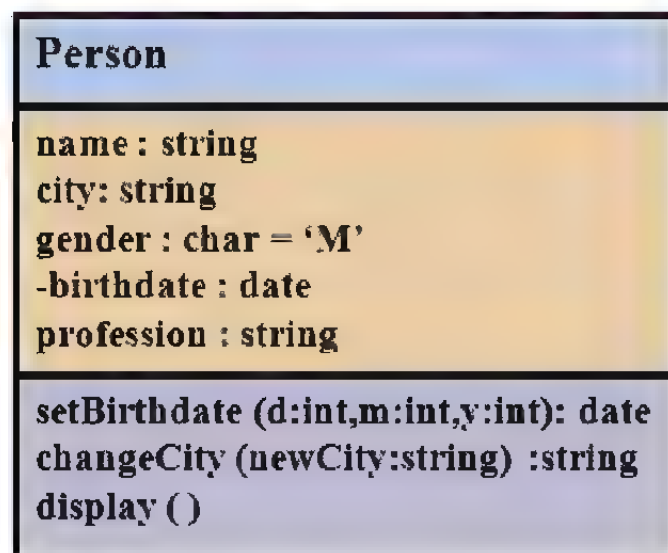 Person
name : string
city: string
gender : char = ‘M’
-birthdate : date
profession : string
setBirthdate (d:int,m:int,y:int): date
changeCity (newCity:string) :string
display ( )